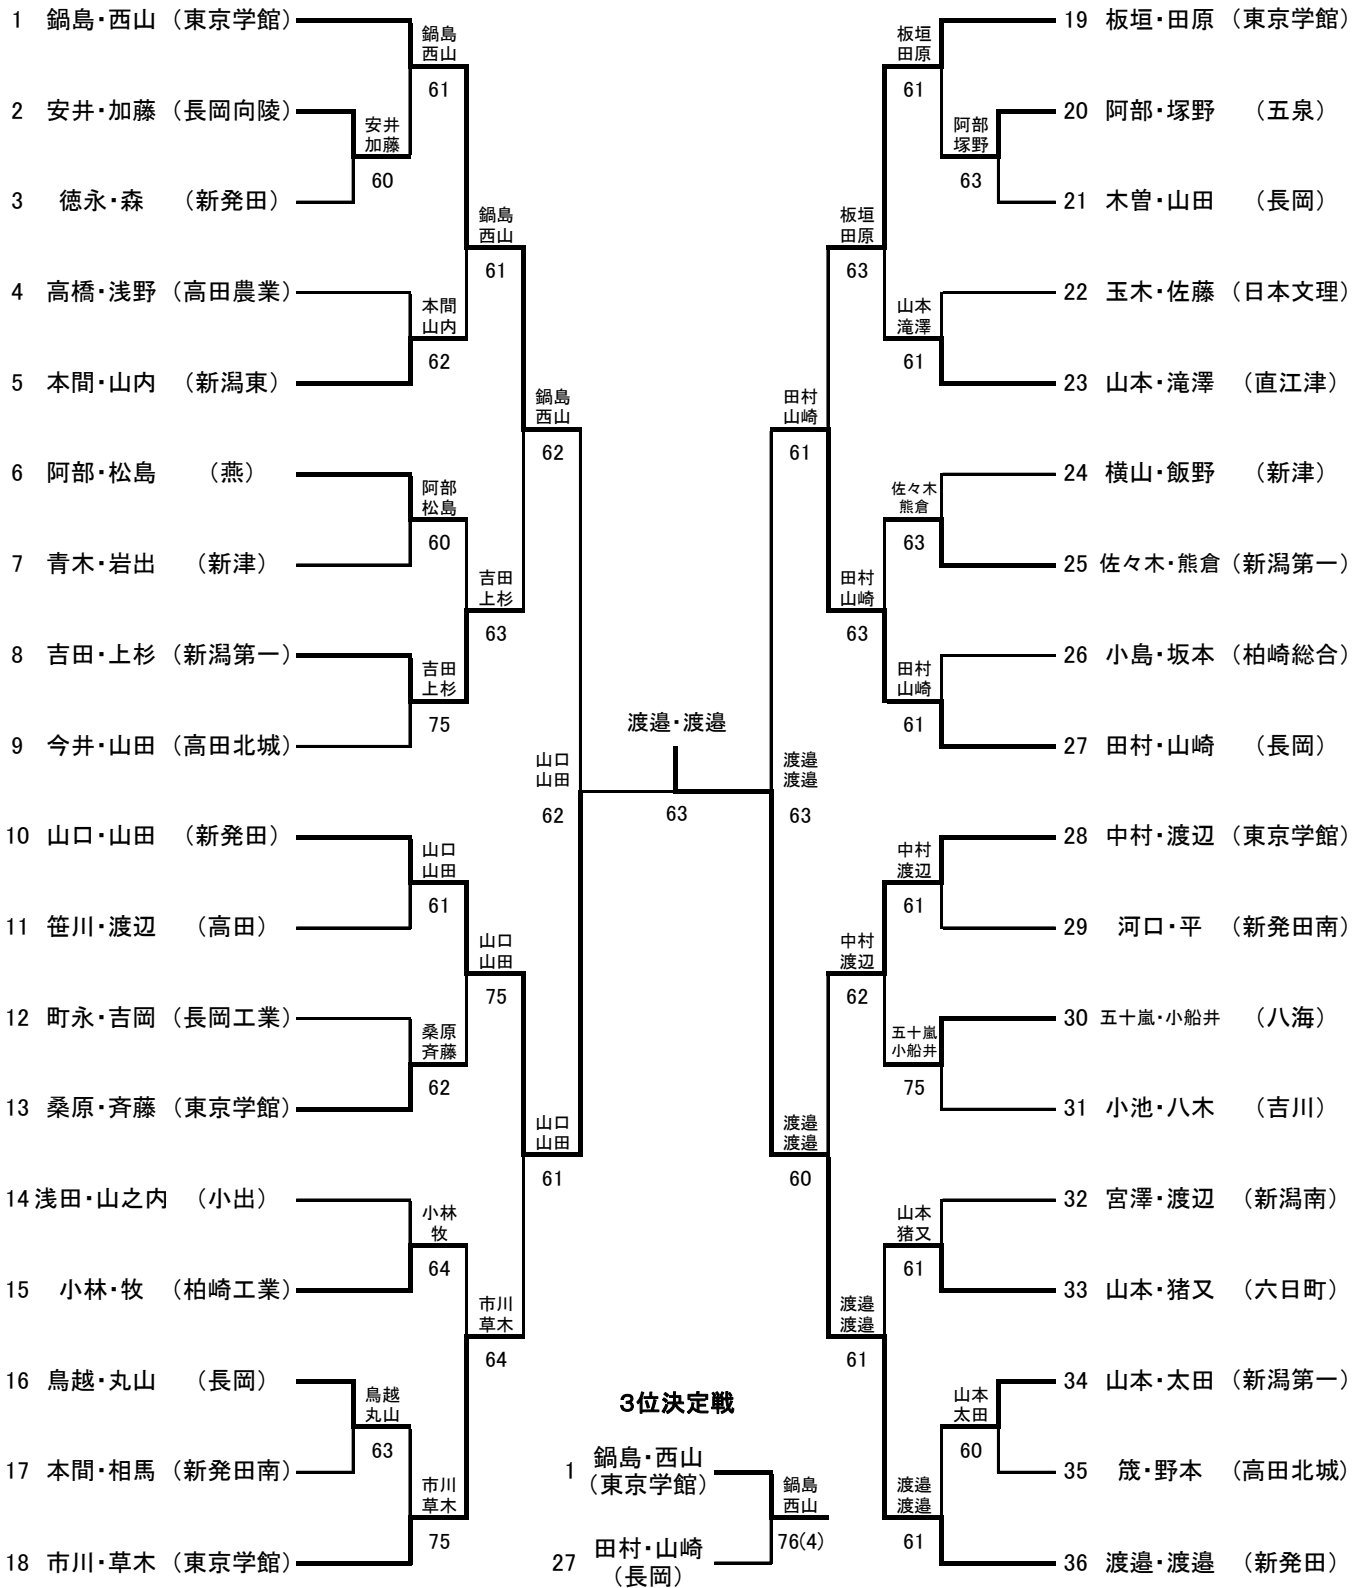 1 鍋島・西山 （東京学館）
2 安井・加藤 （長岡向陵）
3 徳永・森 （新発田）
4 高橋・浅野 （高田農業）
5 本間・山内 （新潟東）
6 阿部・松島 （燕）
7 青木・岩出 （新津）
8 吉田・上杉 （新潟第一）
9 今井・山田 （高田北城）
10 山口・山田 （新発田）
11 笹川・渡辺 （高田）
12 町永・吉岡 （長岡工業）
13 桑原・斉藤 （東京学館）
14 浅田・山之内 （小出）
15 小林・牧 （柏崎工業）
16 鳥越・丸山 （長岡）
17 本間・相馬 （新発田南）
18 市川・草木 （東京学館）
安井
加藤
60
鳥越
丸山
63
鍋島
西山
61
本間
山内
62
阿部
松島
60
吉田
上杉
75
山口
山田
61
桑原
斉藤
62
小林
牧
64
市川
草木
75
鍋島
西山
61
吉田
上杉
63
山口
山田
75
市川
草木
64
鍋島
西山
62
山口
山田
61
山口
山田
62
渡邉・渡邉
63
渡邉
渡邉
63
田村
山崎
61
渡邉
渡邉
60
板垣
田原
63
田村
山崎
63
中村
渡辺
62
渡邉
渡邉
61
板垣
田原
61
山本
滝澤
61
佐々木
熊倉
63
田村
山崎
61
中村
渡辺
61
五十嵐
小船井
75
山本
猪又
61
渡邉
渡邉
61
阿部
塚野
63
山本
太田
60
19 板垣・田原 （東京学館）
20 阿部・塚野 （五泉）
21 木曽・山田 （長岡）
22 玉木・佐藤 （日本文理）
23 山本・滝澤 （直江津）
24 横山・飯野 （新津）
25 佐々木・熊倉 （新潟第一）
26 小島・坂本 （柏崎総合）
27 田村・山崎 （長岡）
28 中村・渡辺 （東京学館）
29 河口・平 （新発田南）
30 五十嵐・小船井 （八海）
31 小池・八木 （吉川）
32 宮澤・渡辺 （新潟南）
33 山本・猪又 （六日町）
34 山本・太田 （新潟第一）
35 筬・野本 （高田北城）
36 渡邉・渡邉 （新発田）
3位決定戦
1 鍋島・西山
（東京学館）
27 田村・山崎
（長岡）
鍋島
西山
76(4)